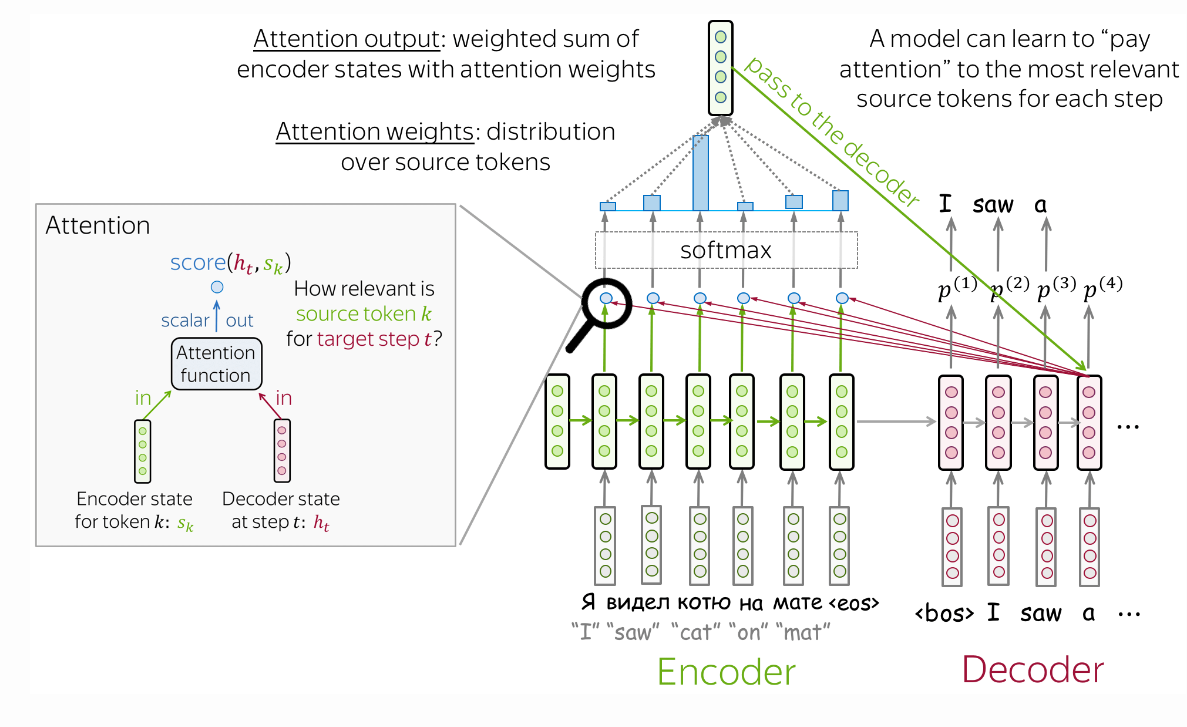 Attention output: weighted sum of
encoder states with attention weights
A model can learn to “pay
attention” to the most relevant
source tokens for each step
pass to the decoder
Attention weights: distribution
over source tokens
I saw a
Attention
softmax
score(hₜ, sₖ)
How relevant is
source token k
for target step t?
scalar out
p⁽¹⁾ p⁽²⁾ p⁽³⁾ p⁽⁴⁾
Attention
function
in in
...
Encoder state
for token k: sₖ
Decoder state
at step t: hₜ
Я видел котю на мате <eos>
“I” “saw” “cat” “on” “mat”
<bos> I saw a ...
Encoder
Decoder